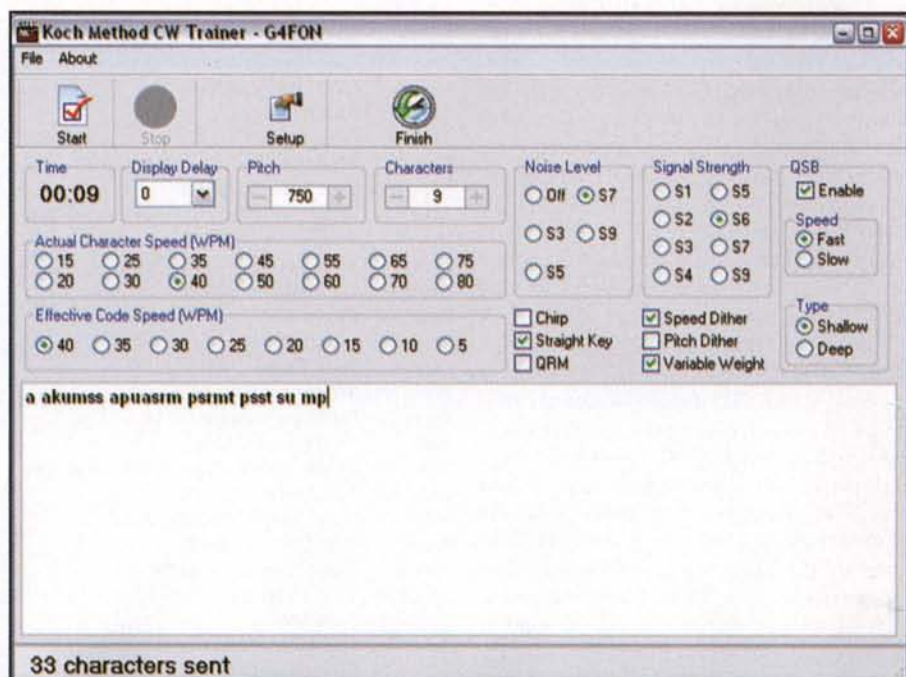 Koch Method CW Trainer - G4FON
File About
Start Stop Setup Finish
Time Display Delay Pitch Characters Noise Level Signal Strength QSB
00:09 0 750 9 Off S7 S1 S5 Enable
S3 S9 S2 S6 Speed
Fast
S5 S3 S7 Slow
S4 S9
Actual Character Speed (WPM)
15 25 35 45 55 65 75
20 30 40 50 60 70 80
Effective Code Speed (WPM)
40 35 30 25 20 15 10 5
Chirp Speed Dither Type
Straight Key Pitch Dither Shallow
QRM Variable Weight Deep
a akumss apuasrm psrmt psst su mp
33 characters sent